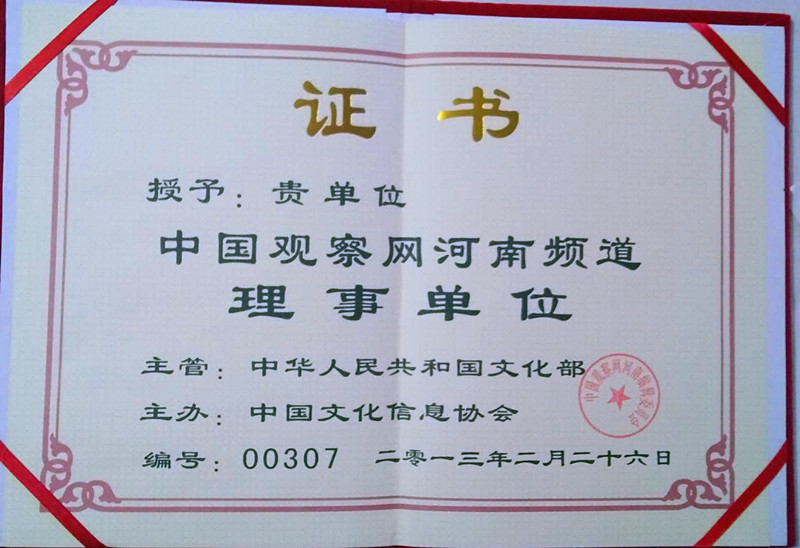 证书
授予：贵单位
中国观察网河南频道
理事单位
主管：中华人民共和国文化部
主办：中国文化信息协会
编号：00307 二零一三年二月二十六日